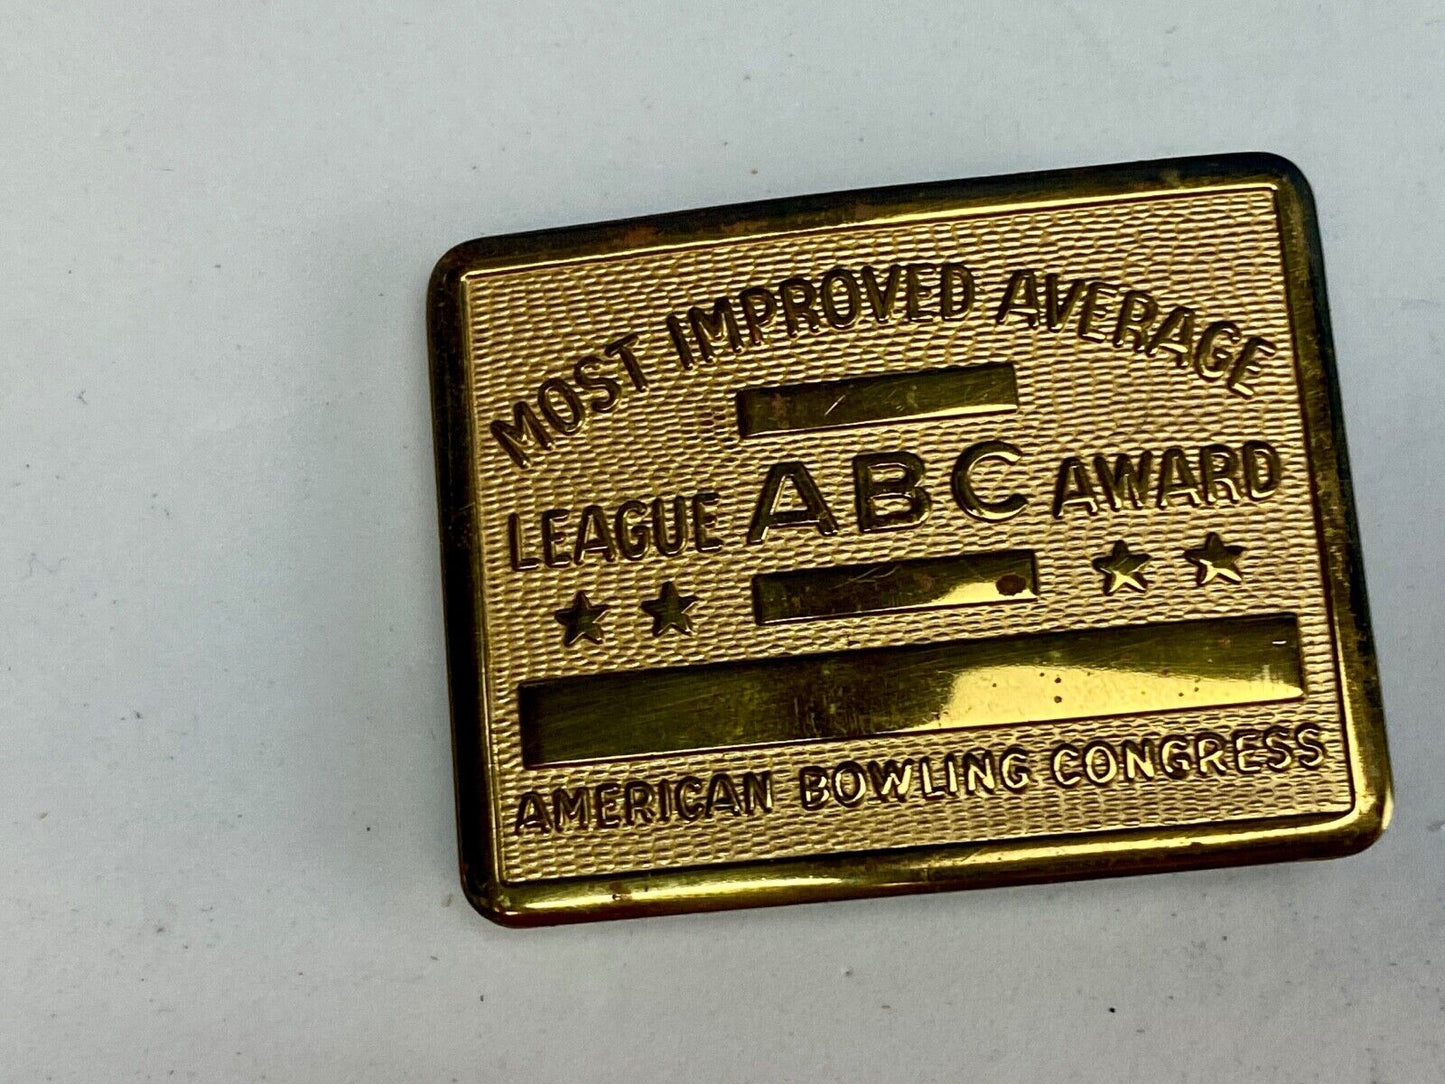 MOST IMPROVED AVERAGE
LEAGUE ABC AWARD
AMERICAN BOWLING CONGRESS